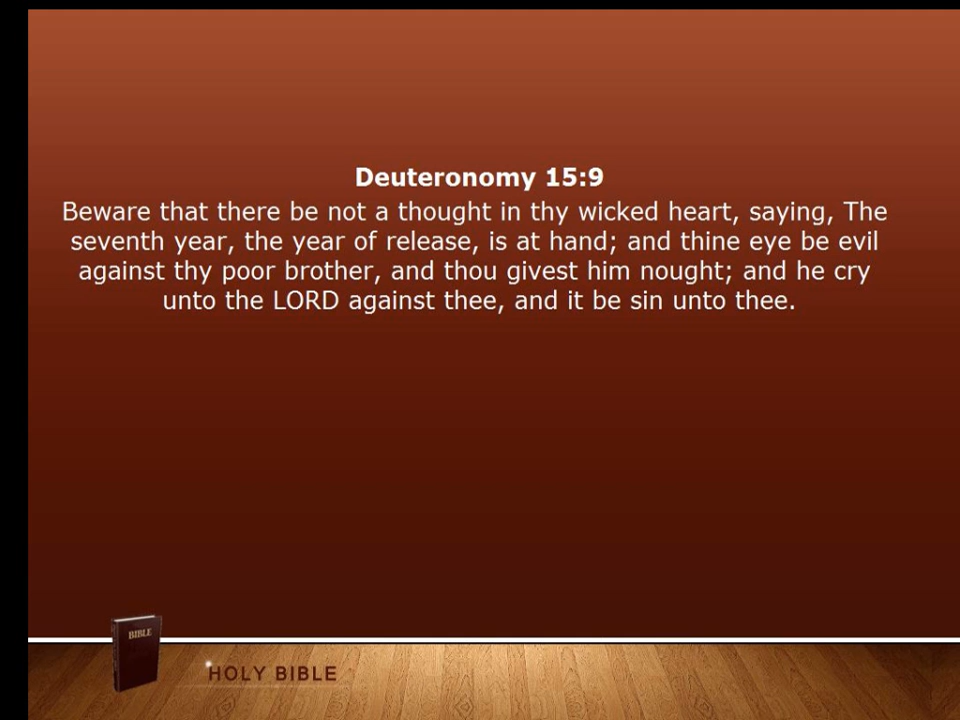 Deuteronomy 15:9
Beware that there be not a thought in thy wicked heart, saying, The
seventh year, the year of release, is at hand; and thine eye be evil
against thy poor brother, and thou givest him nought; and he cry
unto the LORD against thee, and it be sin unto thee.
BIBLE
HOLY BIBLE